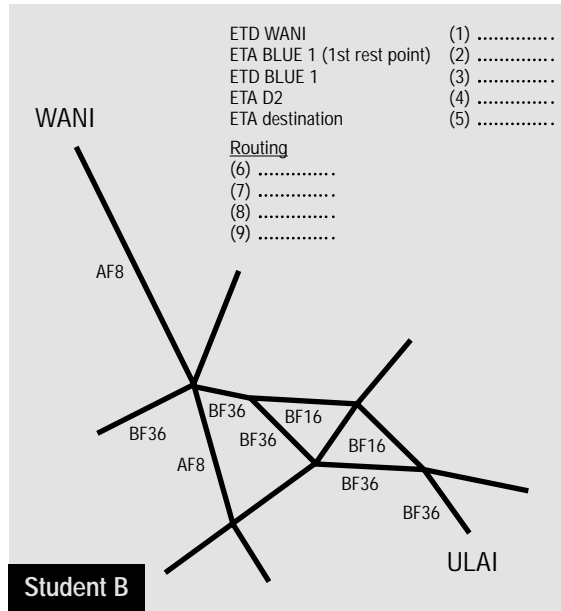 ETD WANI (1) ..............
ETA BLUE 1 (1st rest point) (2) ..............
ETD BLUE 1 (3) ..............
ETA D2 (4) ..............
ETA destination (5) ..............
WANI
Routing
(6) ..............
(7) ..............
(8) ..............
(9) ..............
AF8
BF36
BF16
BF36
BF36
BF16
AF8
BF36
BF36
ULAI
Student B